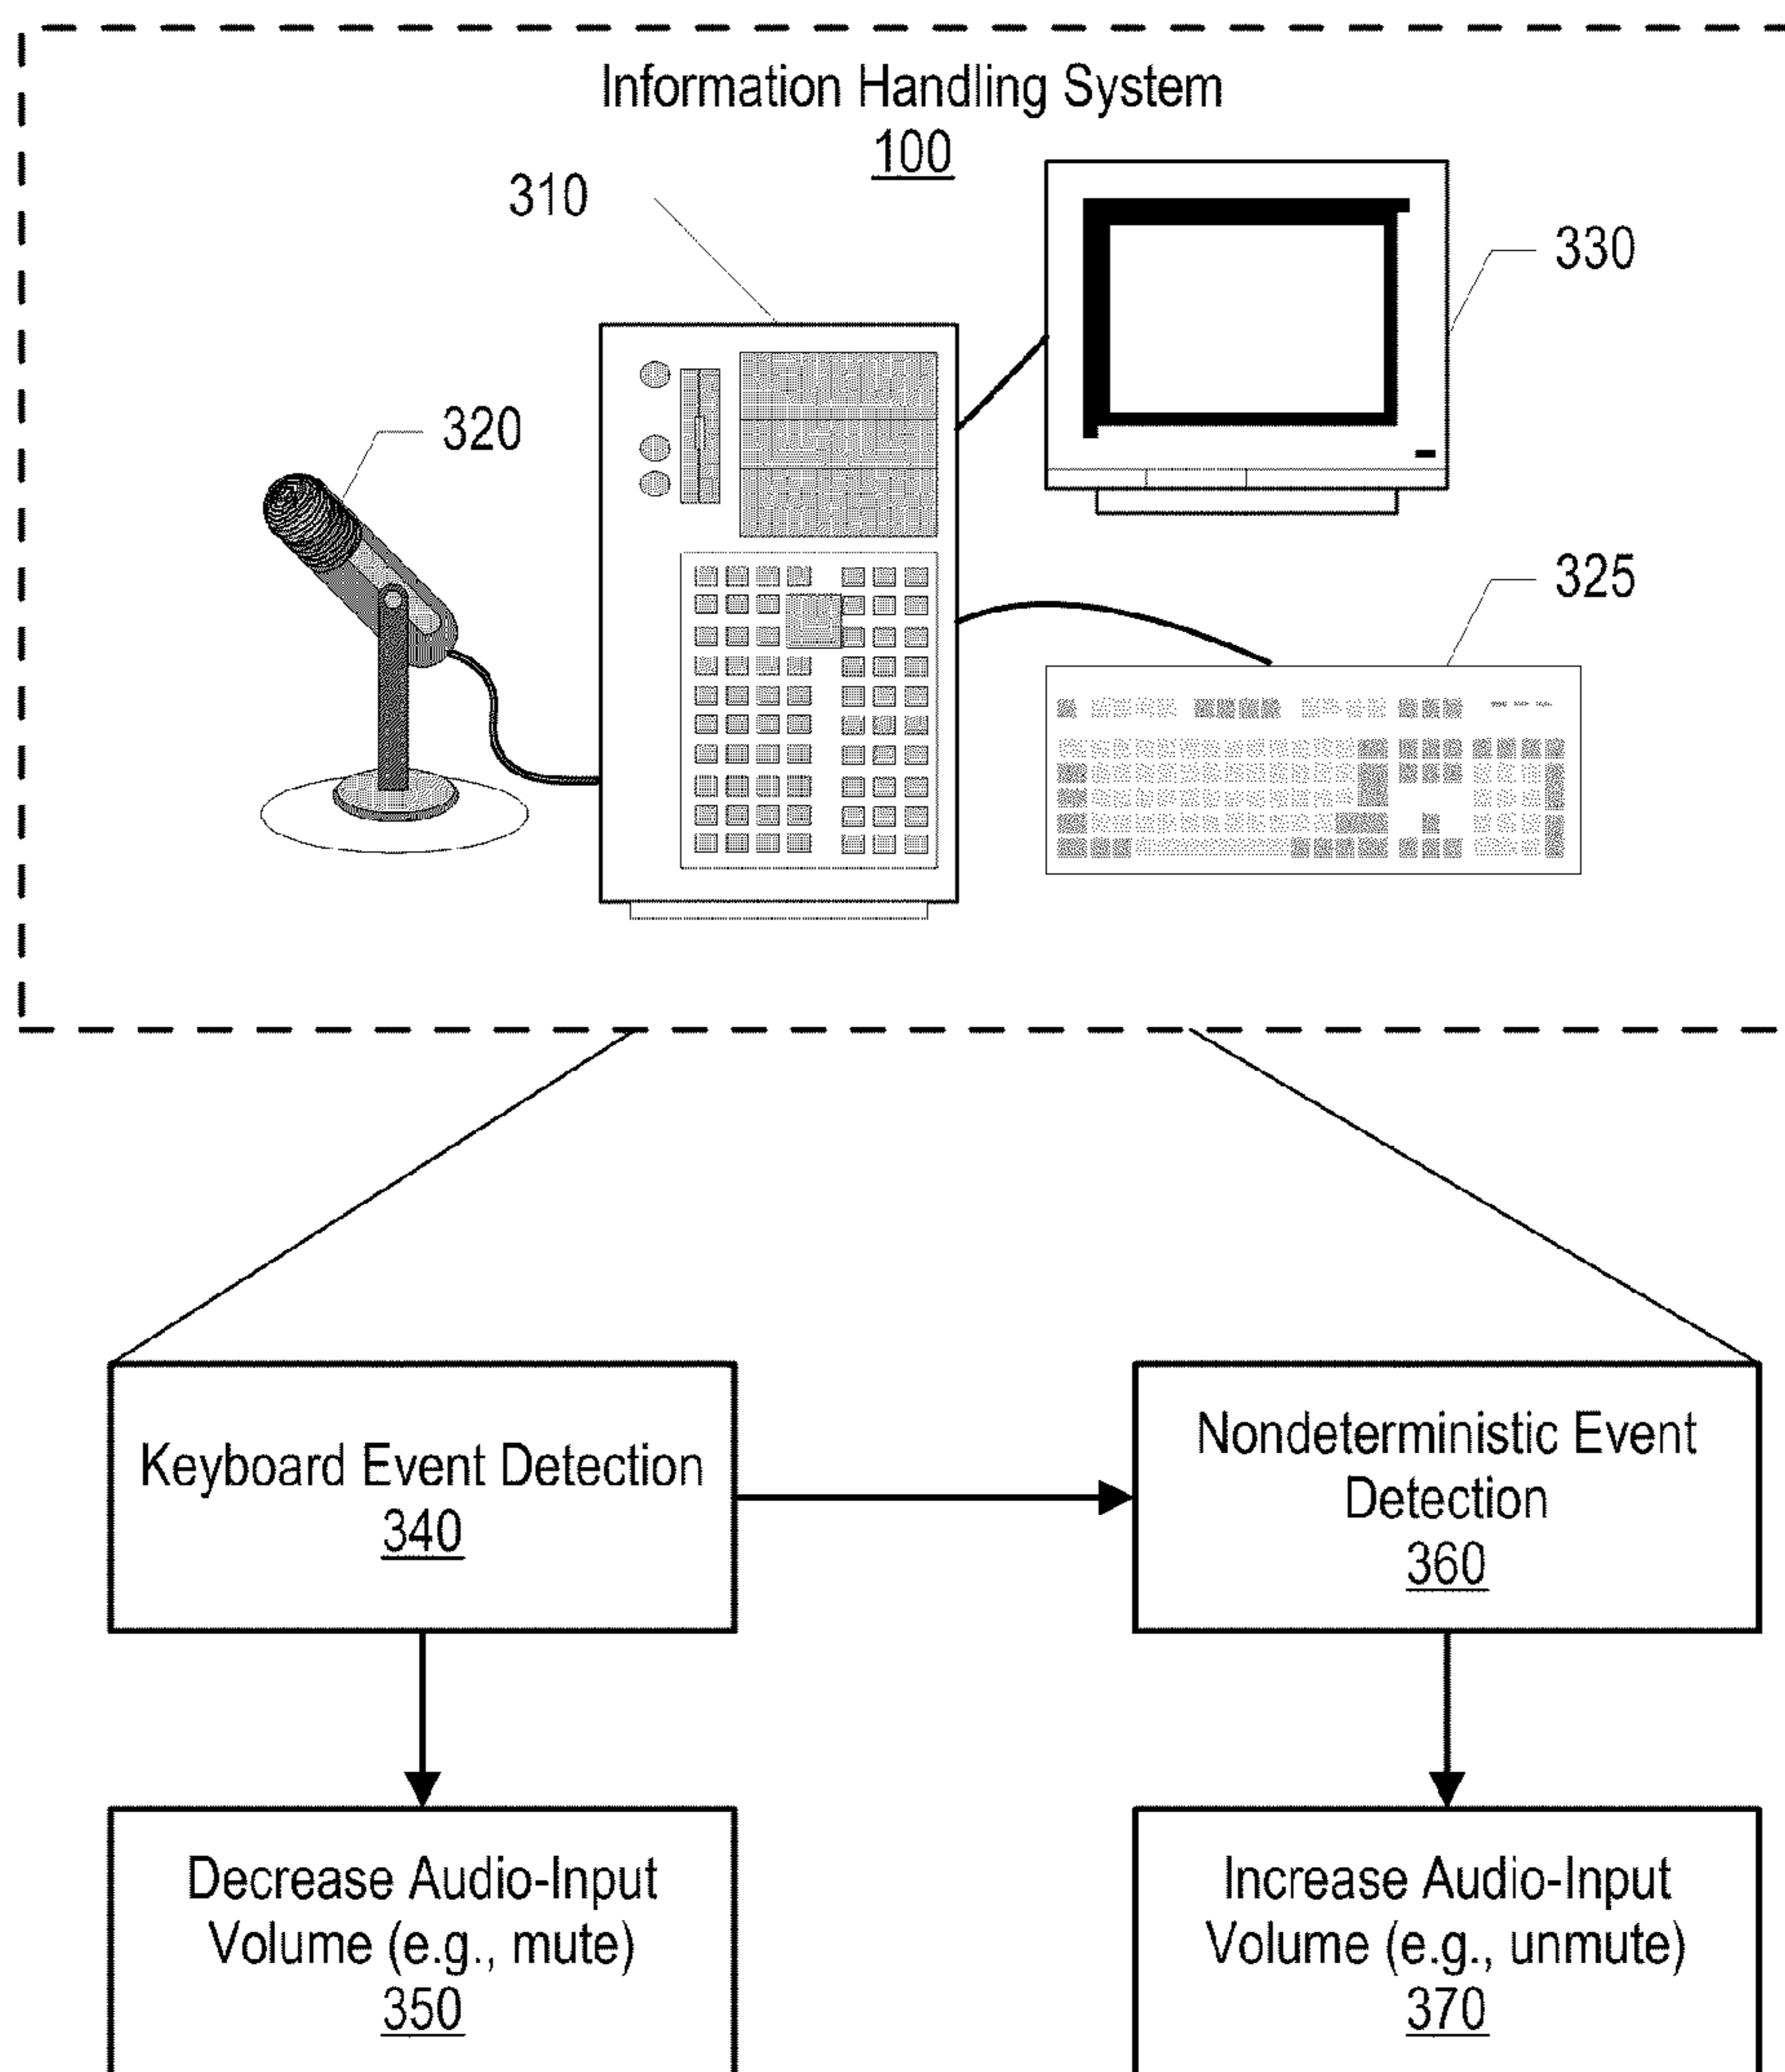 Information Handling System
100
310
330
320
325
Keyboard Event Detection
340
Nondeterministic Event
Detection
360
Decrease Audio-Input
Volume (e.g., mute)
350
Increase Audio-Input
Volume (e.g., unmute)
370